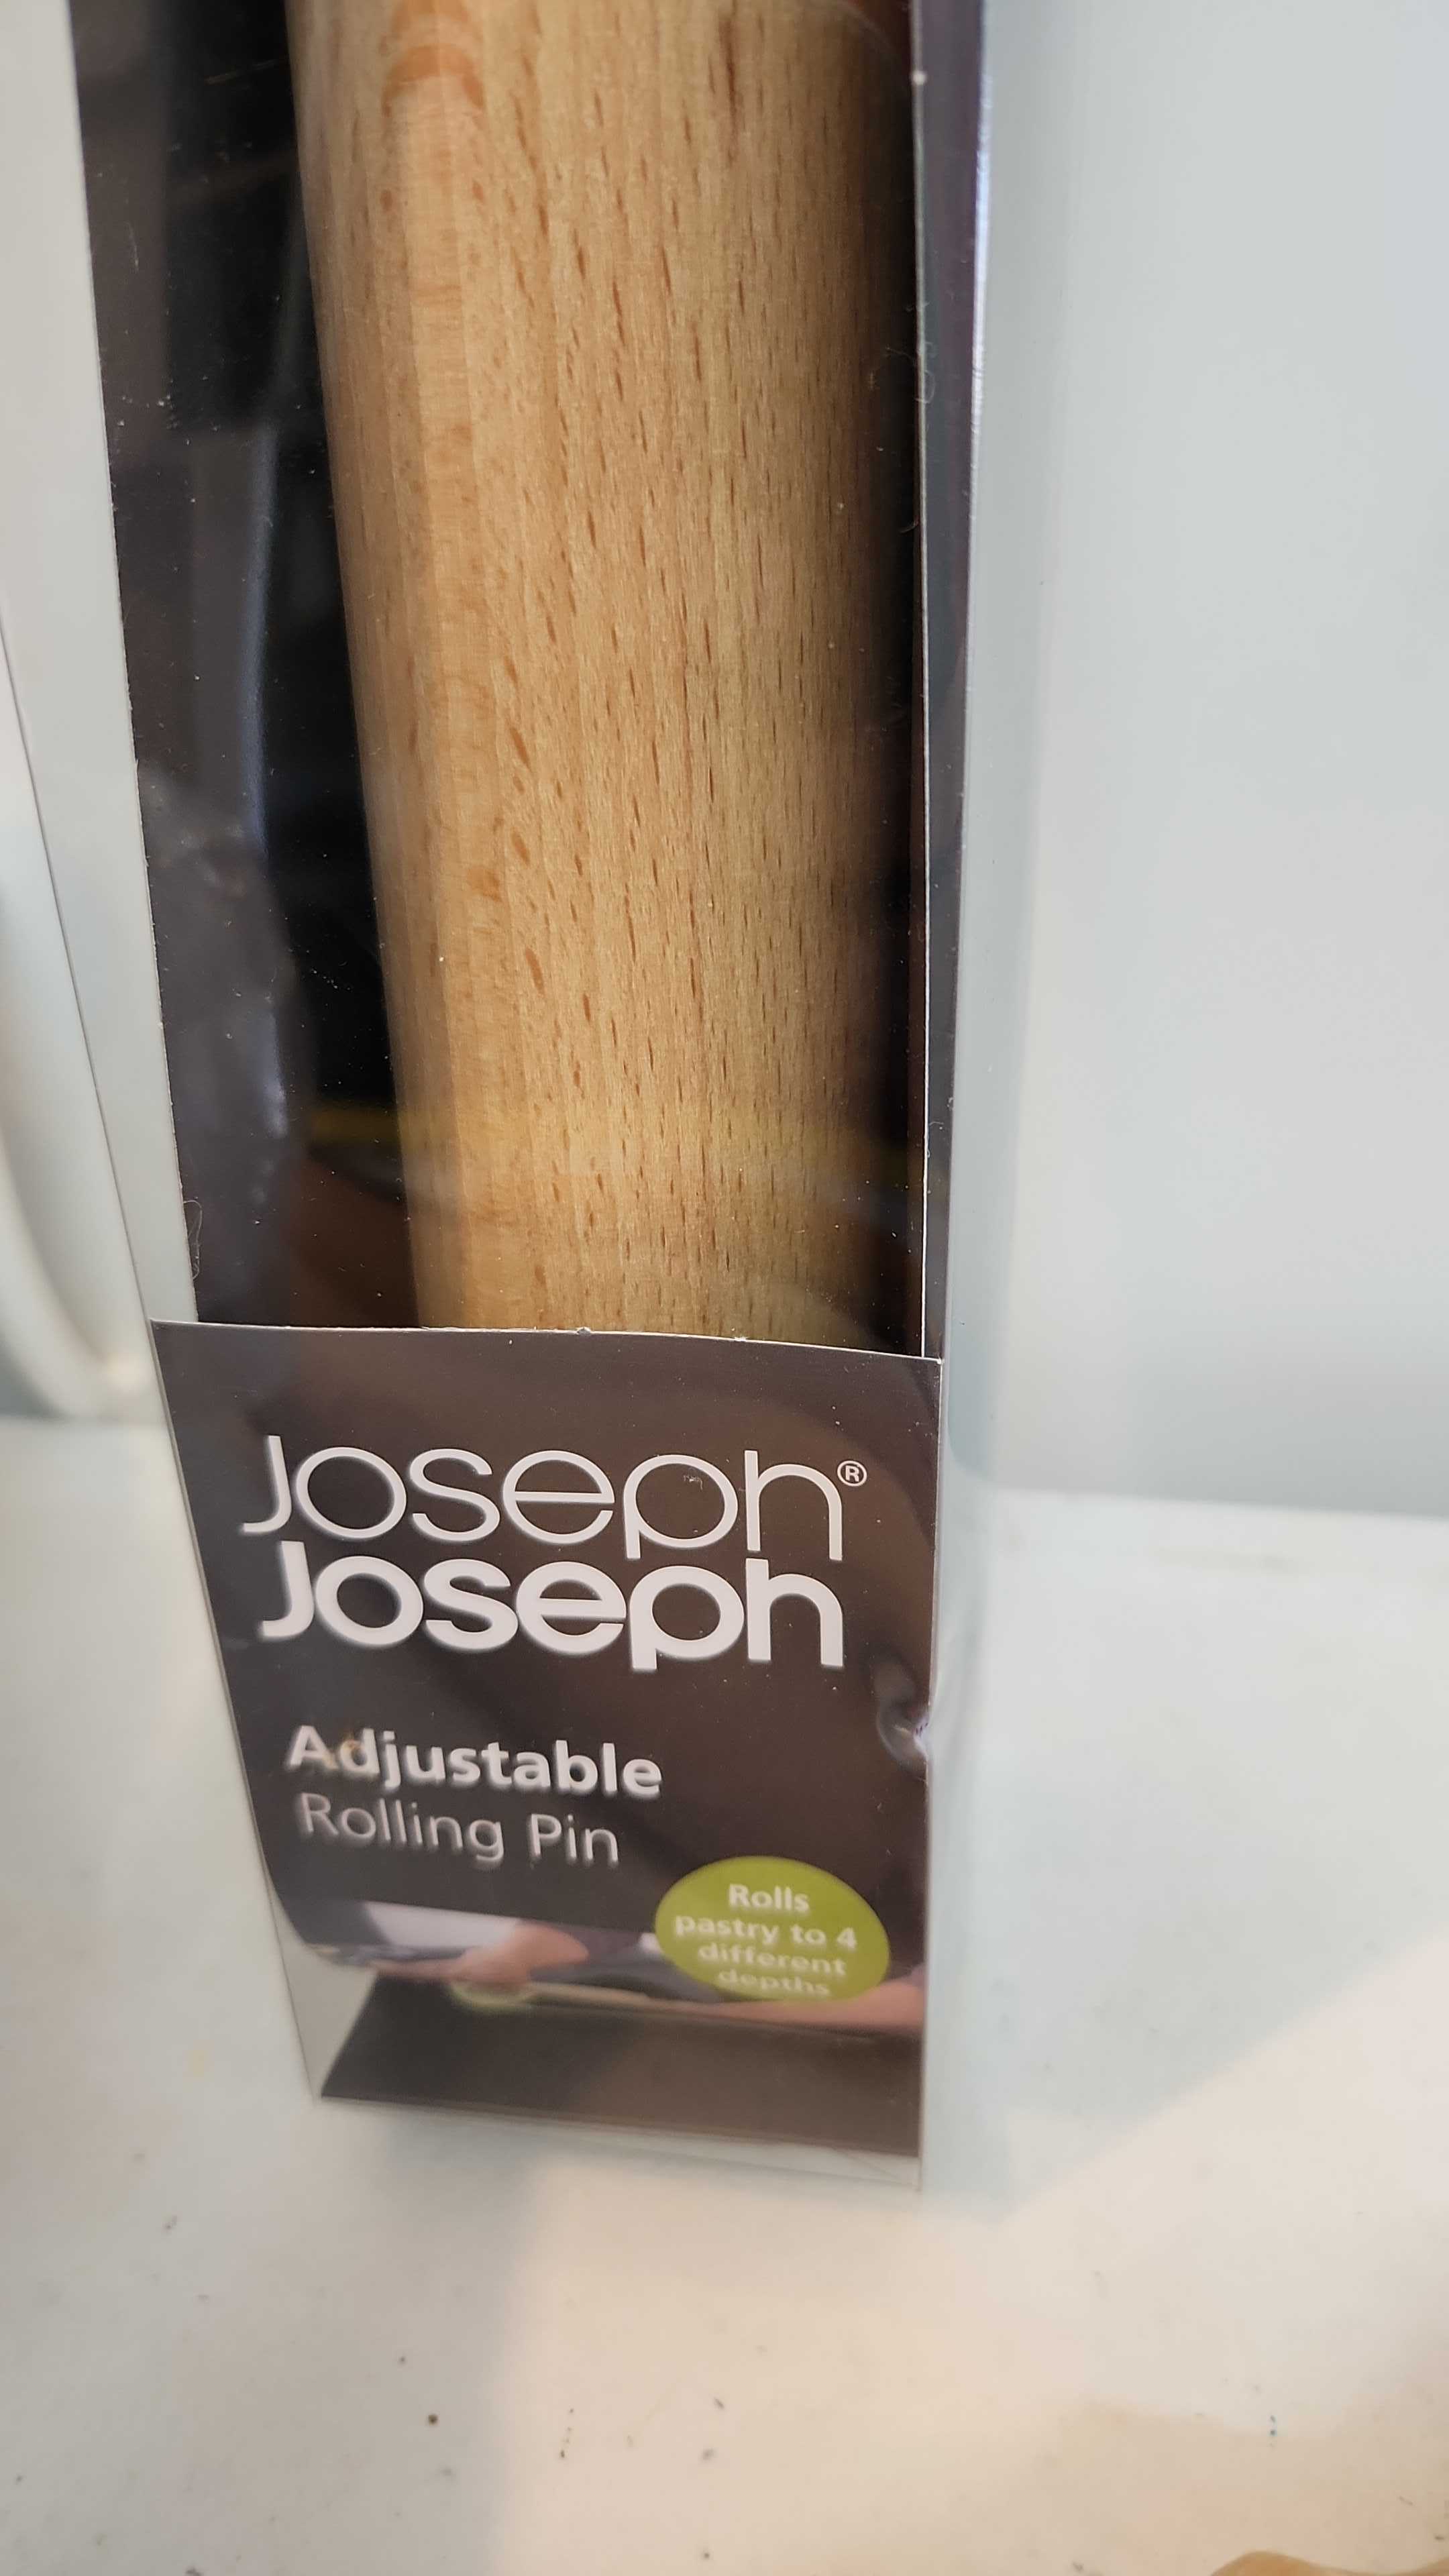 Joseph®
Joseph
Adjustable
Rolling Pin
Rolls
pastry to 4
different
depths